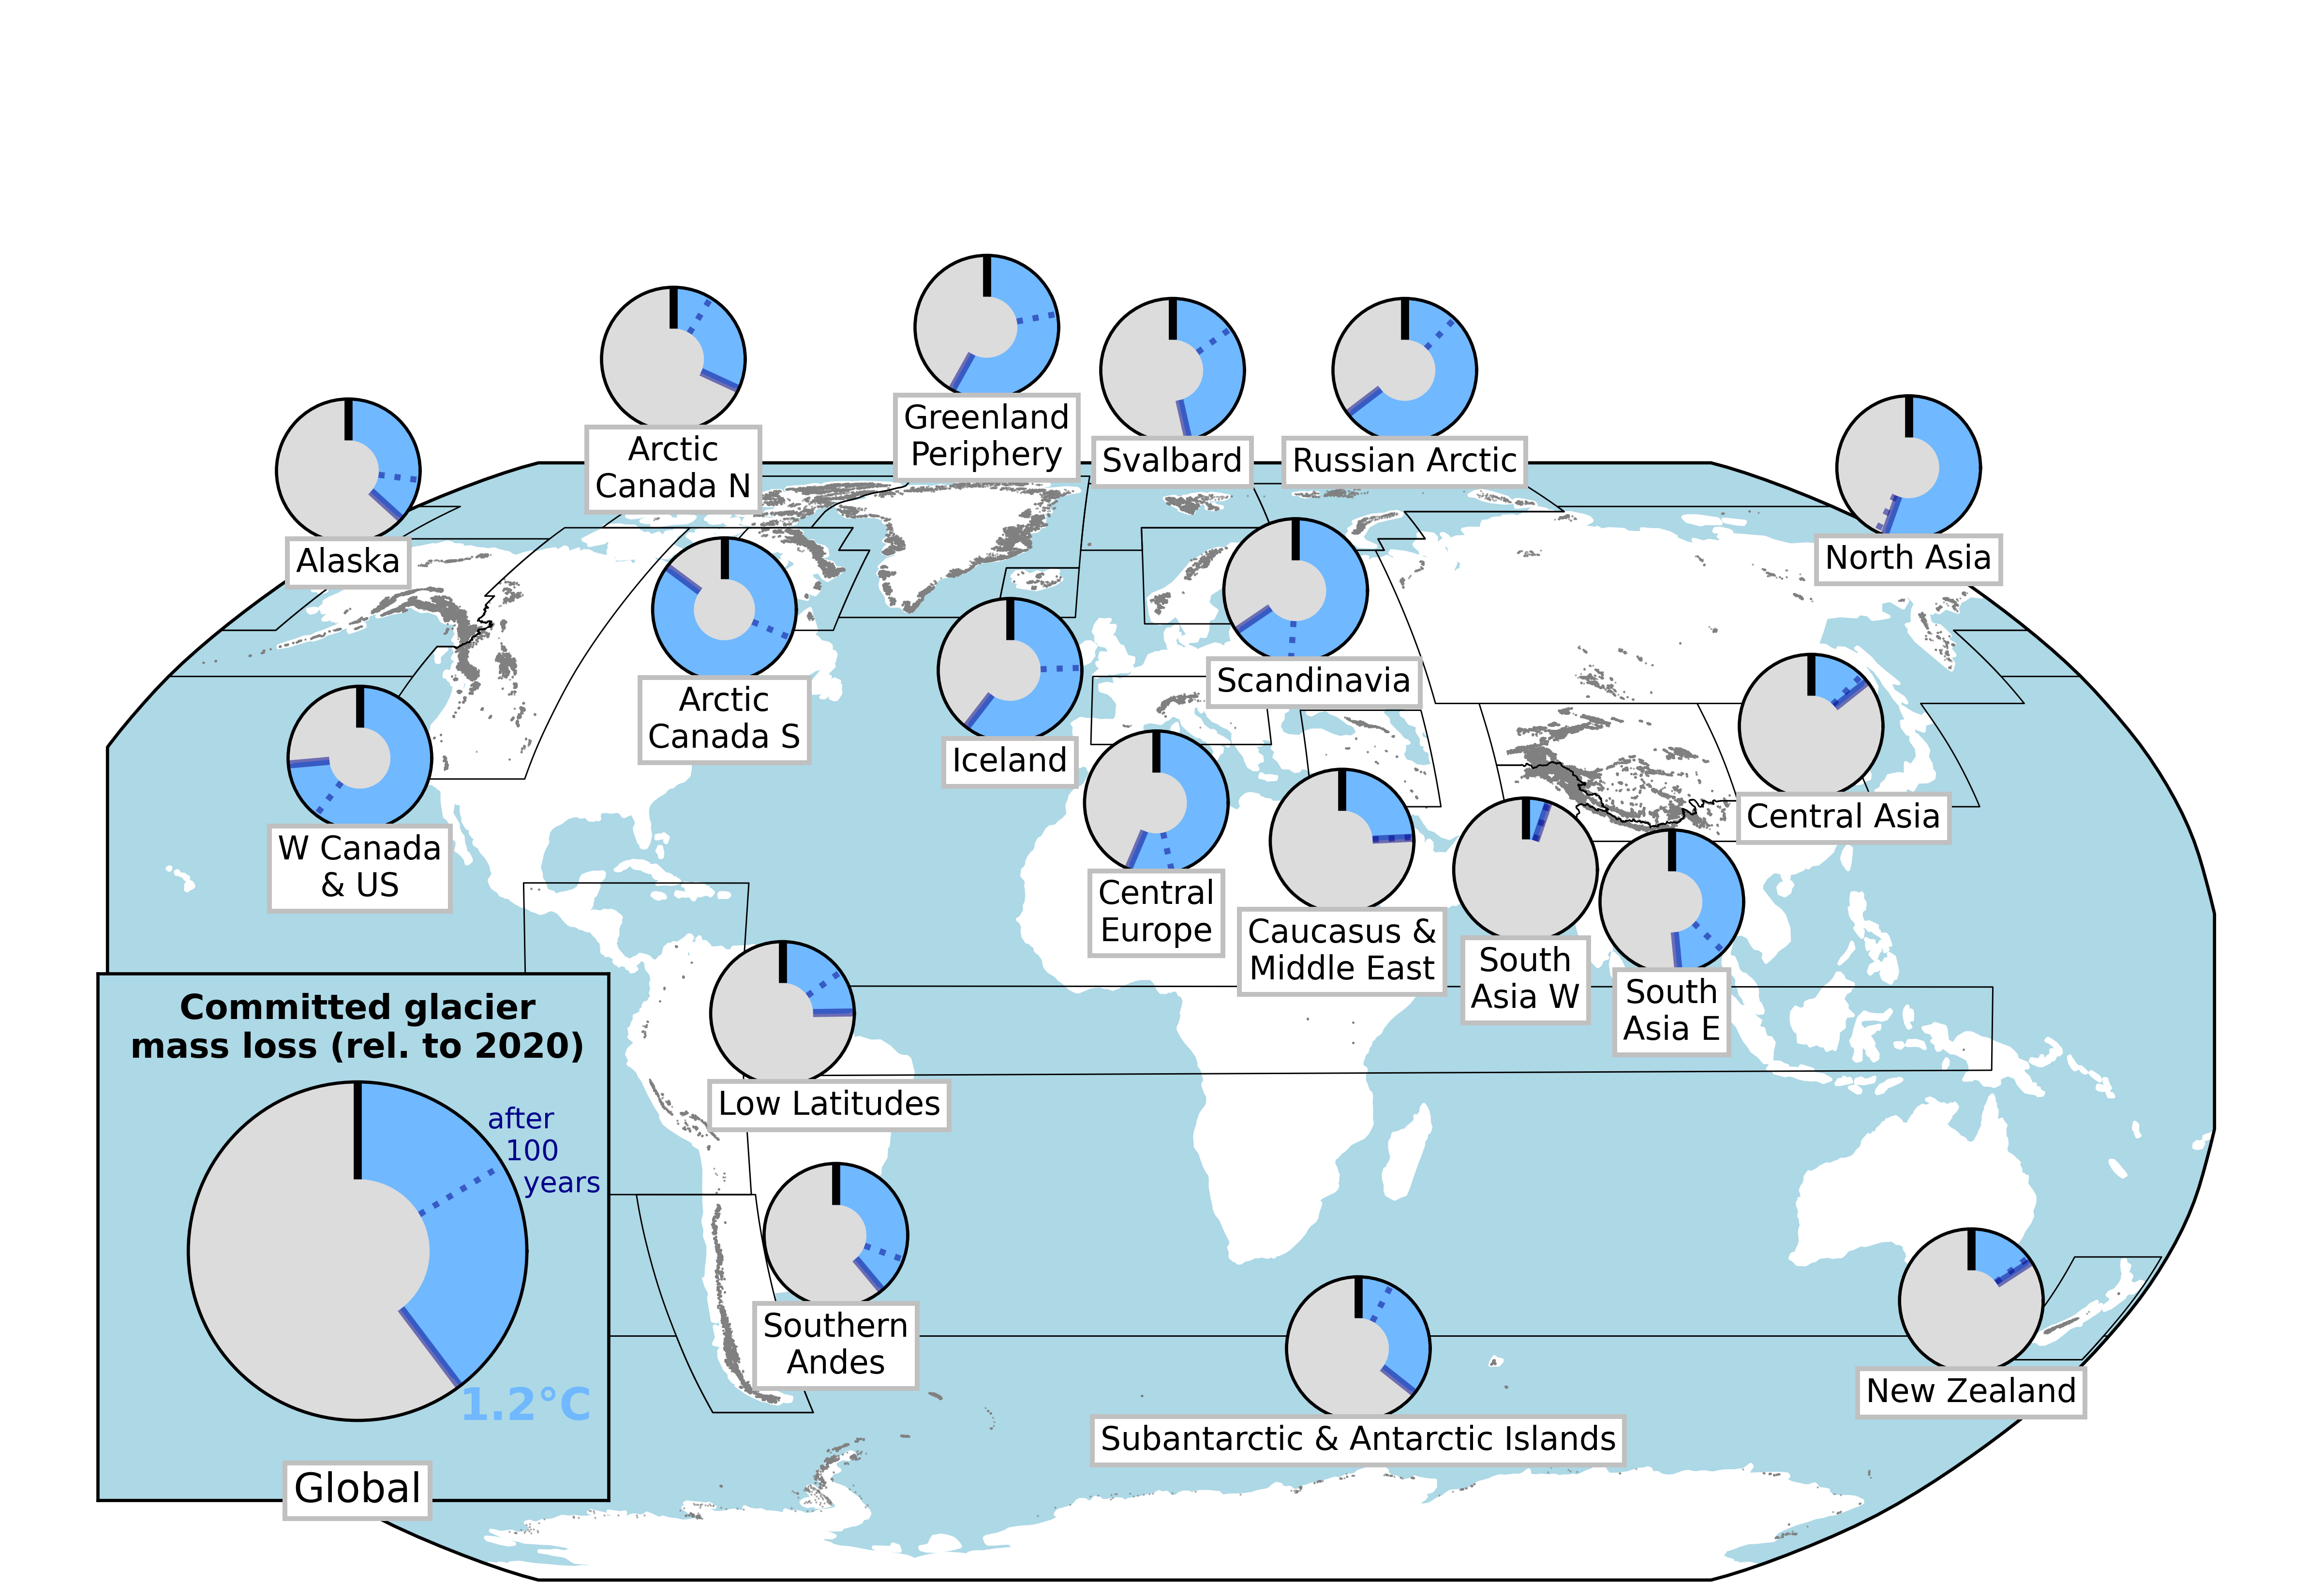 Greenland
Periphery
Arctic
Canada N
Svalbard
Russian Arctic
Alaska
North Asia
Scandinavia
Arctic
Canada S
Iceland
Central Asia
W Canada
& US
Central
Europe
Caucasus &
Middle East
South
Asia W
South
Asia E
Low Latitudes
Committed glacier
mass loss (rel. to 2020)
after
100
years
1.2°C
Global
Southern
Andes
Subantarctic & Antarctic Islands
New Zealand